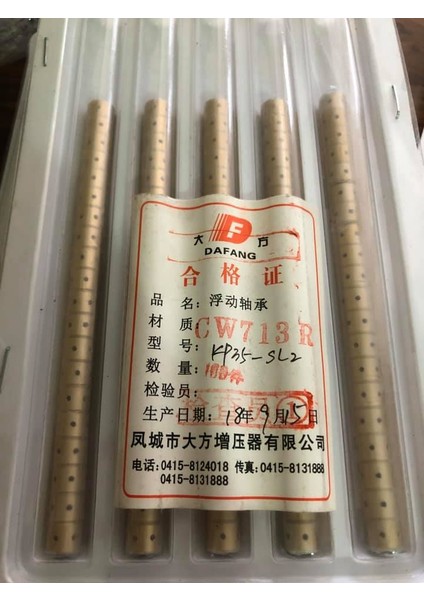 大 DF 方
DAFANG
合格证
品名：浮动轴承
材质 CW713R
型号：KP35-SL2
数量：
检验员：
生产日期：18年9月15日
凤城市大方增压器有限公司
电话：0415-8124018 传真：0415-8131888
0415-8131888